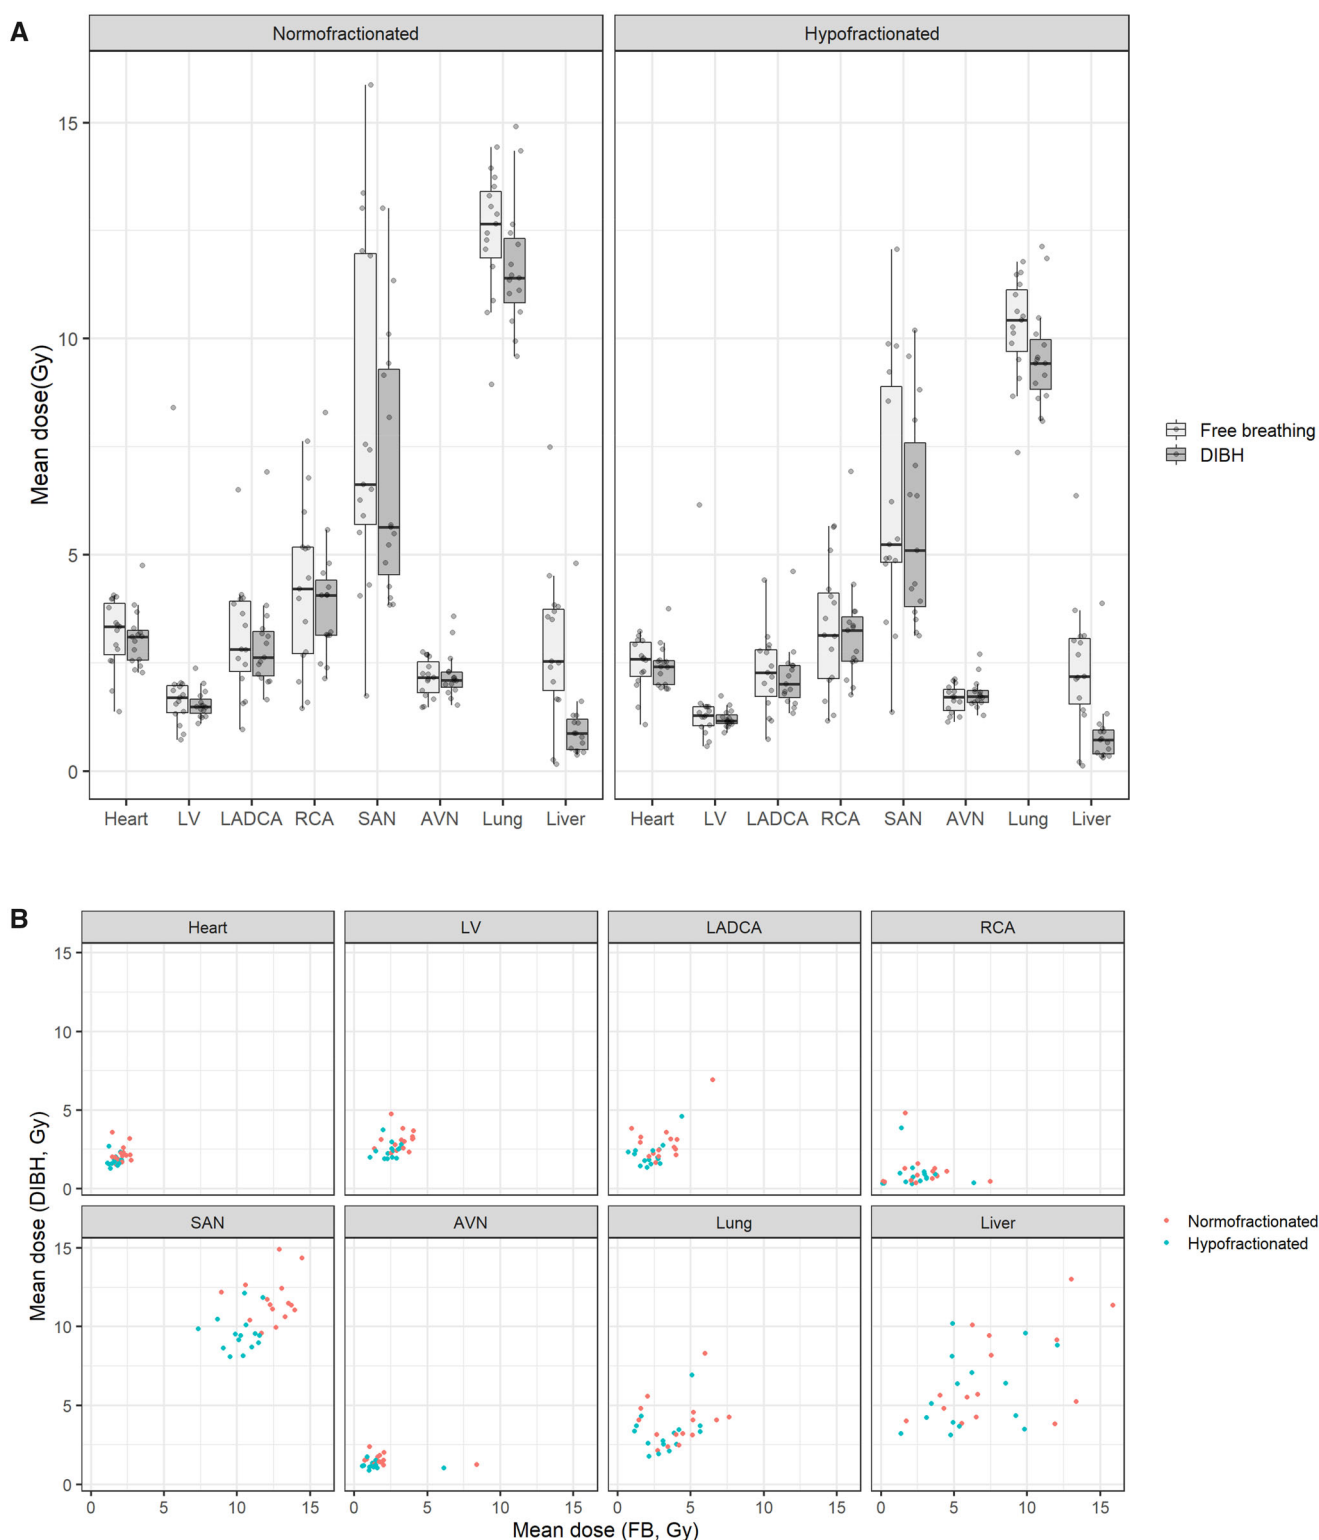 A
Normofractionated
Hypofractionated
Mean dose(Gy)
15
10
5
0
Heart LV LADCA RCA SAN AVN Lung Liver
Heart LV LADCA RCA SAN AVN Lung Liver
Free breathing
DIBH
B
Heart LV LADCA RCA
15
10
5
0
SAN AVN Lung Liver
15
10
5
0
0 5 10 15 0 5 10 15 0 5 10 15 0 5 10 15
Mean dose (DIBH, Gy)
Mean dose (FB, Gy)
Normofractionated
Hypofractionated